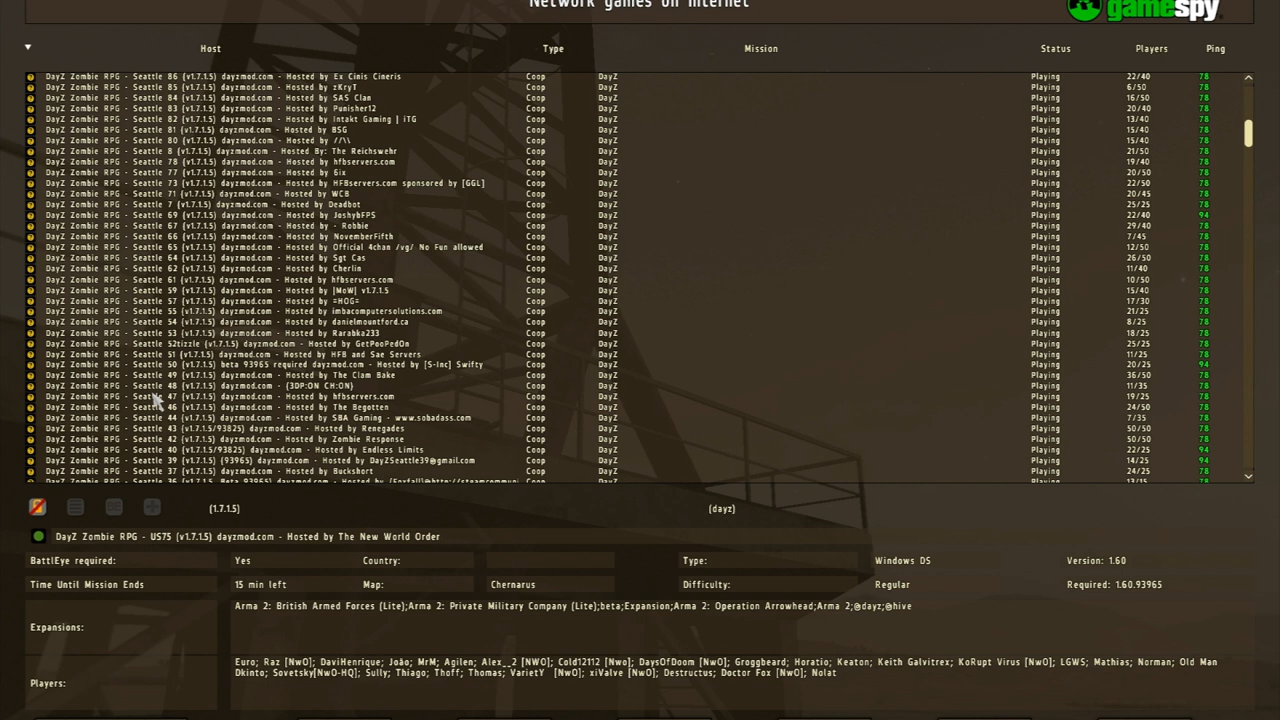 Network games on Internet
gamespy
Host Type Mission Status Players Ping
DayZ Zombie RPG - Seattle 86 (v1.7.1.5) dayzmod.com - Hosted by Ex Cinis Cineris Coop DayZ Playing 22/40 78
DayZ Zombie RPG - Seattle 85 (v1.7.1.5) dayzmod.com - Hosted by zKryT Coop DayZ Playing 6/50 78
DayZ Zombie RPG - Seattle 84 (v1.7.1.5) dayzmod.com - Hosted by SAS Clan Coop DayZ Playing 16/50 78
DayZ Zombie RPG - Seattle 83 (v1.7.1.5) dayzmod.com - Hosted by Punisher12 Coop DayZ Playing 20/40 78
DayZ Zombie RPG - Seattle 82 (v1.7.1.5) dayzmod.com - Hosted by Intakt Gaming | iTG Coop DayZ Playing 13/40 78
DayZ Zombie RPG - Seattle 81 (v1.7.1.5) dayzmod.com - Hosted by BSG Coop DayZ Playing 15/40 78
DayZ Zombie RPG - Seattle 80 (v1.7.1.5) dayzmod.com - Hosted by //\\ Coop DayZ Playing 15/40 78
DayZ Zombie RPG - Seattle 8 (v1.7.1.5) dayzmod.com - Hosted By: The Reichswehr Coop DayZ Playing 21/50 78
DayZ Zombie RPG - Seattle 78 (v1.7.1.5) dayzmod.com - Hosted by hfbservers.com Coop DayZ Playing 19/40 78
DayZ Zombie RPG - Seattle 77 (v1.7.1.5) dayzmod.com - Hosted by 6ix Coop DayZ Playing 20/50 78
DayZ Zombie RPG - Seattle 73 (v1.7.1.5) dayzmod.com - Hosted by HFBservers.com sponsored by [GGL] Coop DayZ Playing 22/50 78
DayZ Zombie RPG - Seattle 71 (v1.7.1.5) dayzmod.com - Hosted by WCB Coop DayZ Playing 20/45 78
DayZ Zombie RPG - Seattle 7 (v1.7.1.5) dayzmod.com - Hosted by Deadbot Coop DayZ Playing 25/25 78
DayZ Zombie RPG - Seattle 69 (v1.7.1.5) dayzmod.com - Hosted by JoshybFPS Coop DayZ Playing 22/40 94
DayZ Zombie RPG - Seattle 67 (v1.7.1.5) dayzmod.com - Hosted by - Robbie Coop DayZ Playing 29/40 78
DayZ Zombie RPG - Seattle 66 (v1.7.1.5) dayzmod.com - Hosted by NovemberFifth Coop DayZ Playing 7/45 78
DayZ Zombie RPG - Seattle 65 (v1.7.1.5) dayzmod.com - Hosted by Official 4chan /vg/ No Fun allowed Coop DayZ Playing 12/50 78
DayZ Zombie RPG - Seattle 64 (v1.7.1.5) dayzmod.com - Hosted by Sgt Cas Coop DayZ Playing 26/50 78
DayZ Zombie RPG - Seattle 62 (v1.7.1.5) dayzmod.com - Hosted by Cherlin Coop DayZ Playing 11/40 78
DayZ Zombie RPG - Seattle 61 (v1.7.1.5) dayzmod.com - Hosted by hfbservers.com Coop DayZ Playing 10/50 78
DayZ Zombie RPG - Seattle 59 (v1.7.1.5) dayzmod.com - Hosted by |MoW| v1.7.1.5 Coop DayZ Playing 15/40 78
DayZ Zombie RPG - Seattle 57 (v1.7.1.5) dayzmod.com - Hosted by =HOG= Coop DayZ Playing 17/30 78
DayZ Zombie RPG - Seattle 55 (v1.7.1.5) dayzmod.com - Hosted by imbacomputersolutions.com Coop DayZ Playing 21/25 78
DayZ Zombie RPG - Seattle 54 (v1.7.1.5) dayzmod.com - Hosted by danielmountford.ca Coop DayZ Playing 8/25 78
DayZ Zombie RPG - Seattle 53 (v1.7.1.5) dayzmod.com - Hosted by Rarabka233 Coop DayZ Playing 18/25 78
DayZ Zombie RPG - Seattle 52tizzle (v1.7.1.5) dayzmod.com - Hosted by GetPooPedOn Coop DayZ Playing 25/25 78
DayZ Zombie RPG - Seattle 51 (v1.7.1.5) dayzmod.com - Hosted by HFB and Sae Servers Coop DayZ Playing 11/25 78
DayZ Zombie RPG - Seattle 50 (v1.7.1.5) beta 93965 required dayzmod.com - Hosted by [S-Inc] Swifty Coop DayZ Playing 20/25 94
DayZ Zombie RPG - Seattle 49 (v1.7.1.5) dayzmod.com - Hosted by The Clam Bake Coop DayZ Playing 36/50 78
DayZ Zombie RPG - Seattle 48 (v1.7.1.5) dayzmod.com - (3DP:ON CH:ON) Coop DayZ Playing 11/35 78
DayZ Zombie RPG - Seattle 47 (v1.7.1.5) dayzmod.com - Hosted by hfbservers.com Coop DayZ Playing 19/25 78
DayZ Zombie RPG - Seattle 46 (v1.7.1.5) dayzmod.com - Hosted by The Begotten Coop DayZ Playing 24/50 78
DayZ Zombie RPG - Seattle 44 (v1.7.1.5) dayzmod.com - Hosted by SBA Gaming - www.sobadass.com Coop DayZ Playing 7/35 78
DayZ Zombie RPG - Seattle 43 (v1.7.1.5/93825) dayzmod.com - Hosted by Renegades Coop DayZ Playing 50/50 78
DayZ Zombie RPG - Seattle 42 (v1.7.1.5) dayzmod.com - Hosted by Zombie Response Coop DayZ Playing 50/50 78
DayZ Zombie RPG - Seattle 40 (v1.7.1.5/93825) dayzmod.com - Hosted by Endless Limits Coop DayZ Playing 22/25 94
DayZ Zombie RPG - Seattle 39 (v1.7.1.5) (93965) dayzmod.com - Hosted by DayZSeattle39@gmail.com Coop DayZ Playing 14/25 94
DayZ Zombie RPG - Seattle 37 (v1.7.1.5) dayzmod.com - Hosted by Buckshort Coop DayZ Playing 24/25 78
DayZ Zombie RPG - Seattle 36 (v1.7.1.5, Beta 93965) dayzmod.com - Hosted by Coop DayZ Playing 13/15 78
(1.7.1.5) (dayz)
DayZ Zombie RPG - US75 (v1.7.1.5) dayzmod.com - Hosted by The New World Order
BattlEye required: Yes Country: Type: Windows DS Version: 1.60
Time Until Mission Ends 15 min left Map: Chernarus Difficulty: Regular Required: 1.60.93965
Arma 2: British Armed Forces (Lite);Arma 2: Private Military Company (Lite);beta;Expansion;Arma 2: Operation Arrowhead;Arma 2;@dayz;@hive
Expansions:
Euro; Raz [NwO]; DaviHenrique; João; MrM; Agilen; Alex__2 [NWO]; Cold12112 [Nwo]; DaysOfDoom [NwO]; Groggbeard; Horatio; Keaton; Keith Galvitrex; KoRupt Virus [NwO]; LGWS; Mathias; Norman; Old Man
Dkinto; Sovetsky[NwO-HQ]; Sully; Thiago; Thoff; Thomas; VarietY [NwO]; xiValve [NwO]; Destructus; Doctor Fox [NwO]; Nolat
Players: